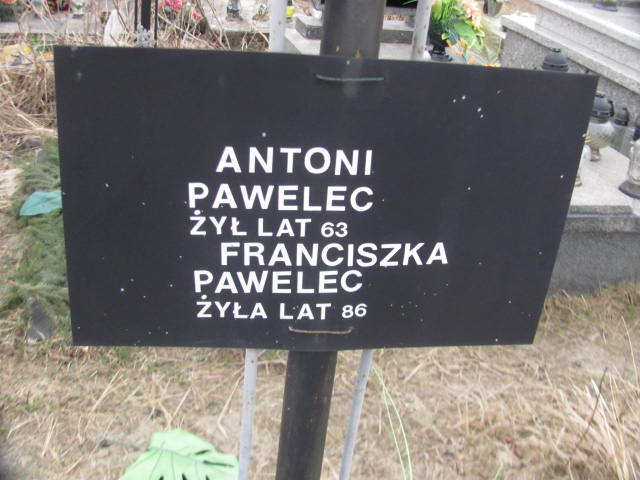 ANTONI
PAWELEC
ŻYŁ LAT 63
FRANCISZKA
PAWELEC
ŻYŁA LAT 86